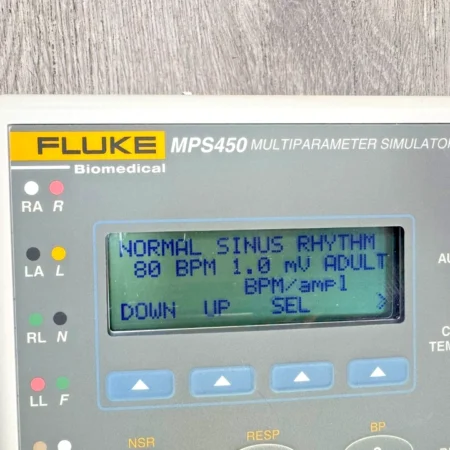 FLUKE MPS450 MULTIPARAMETER SIMULATOR
Biomedical
RA R
LA L
RL N
LL F
NORMAL SINUS RHYTHM
80 BPM 1.0 mV ADULT
BPM/ampl
DOWN UP SEL >
NSR RESP BP